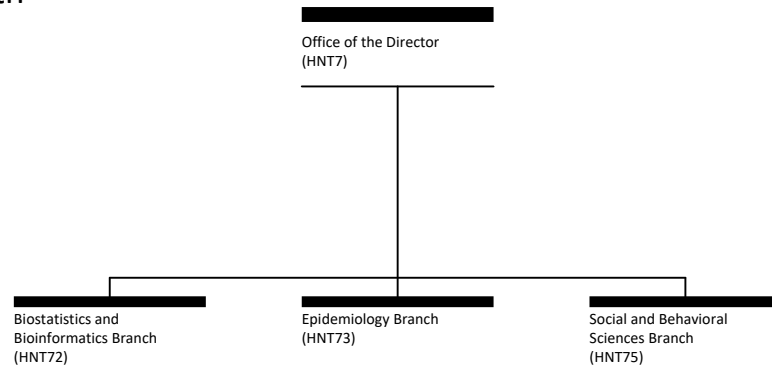 Office of the Director
(HNT7)
Biostatistics and
Bioinformatics Branch
(HNT72)
Epidemiology Branch
(HNT73)
Social and Behavioral
Sciences Branch
(HNT75)